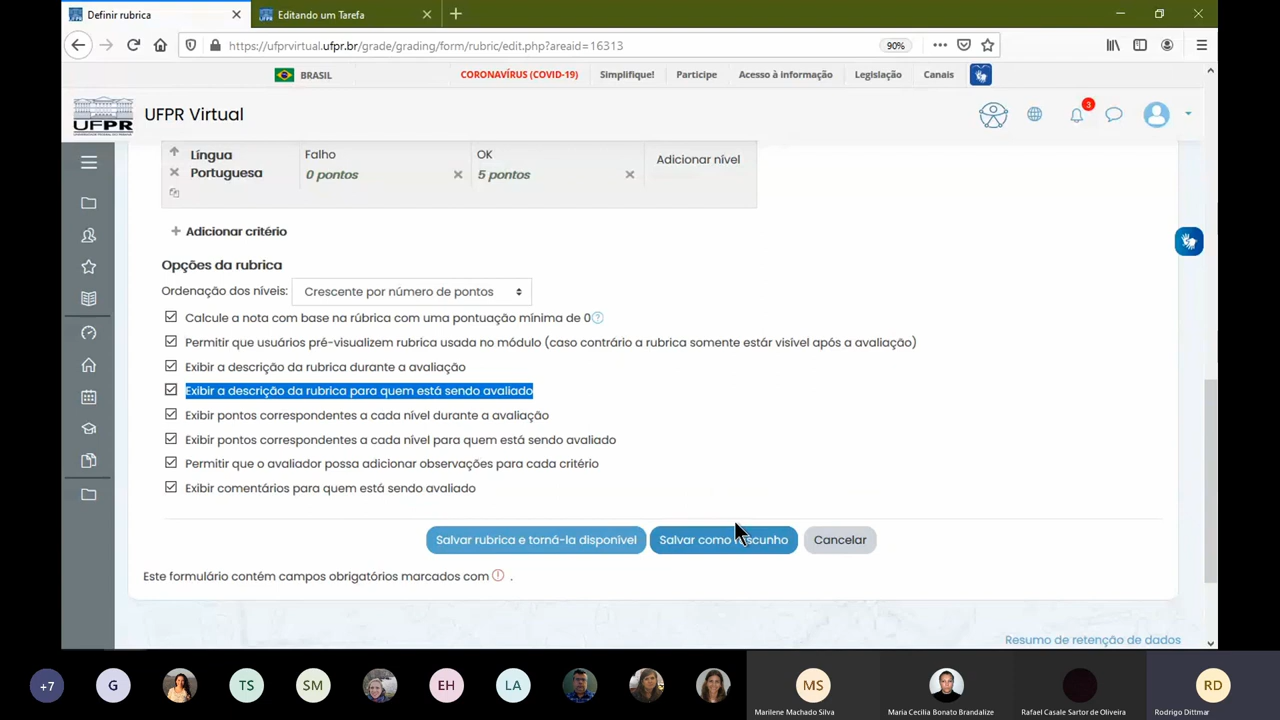 Definir rubrica
Editando um Tarefa
https://ufprvirtual.ufpr.br/grade/grading/form/rubric/edit.php?areaid=16313
90%
BRASIL
CORONAVÍRUS (COVID-19)
Simplifique!
Participe
Acesso à informação
Legislação
Canais
UFPR
UFPR Virtual
3
Língua
Portuguesa
Falho
0 pontos
OK
5 pontos
Adicionar nível
Adicionar critério
Opções da rubrica
Ordenação dos níveis: Crescente por número de pontos
Calcule a nota com base na rúbrica com uma pontuação mínima de 0
Permitir que usuários pré-visualizem rubrica usada no módulo (caso contrário a rubrica somente estár visivel após a avaliação)
Exibir a descrição da rubrica durante a avaliação
Exibir a descrição da rubrica para quem está sendo avaliado
Exibir pontos correspondentes a cada nível durante a avaliação
Exibir pontos correspondentes a cada nível para quem está sendo avaliado
Permitir que o avaliador possa adicionar observações para cada critério
Exibir comentários para quem está sendo avaliado
Salvar rubrica e torná-la disponível
Salvar como rascunho
Cancelar
Este formulário contém campos obrigatórios marcados com .
Resumo de retenção de dados
+7
G
TS
SM
EH
LA
MS
RD
Marilene Machado Silva
Maria Cecilia Bonato Brandalize
Rafael Casale Sartor de Oliveira
Rodrigo Dittmar